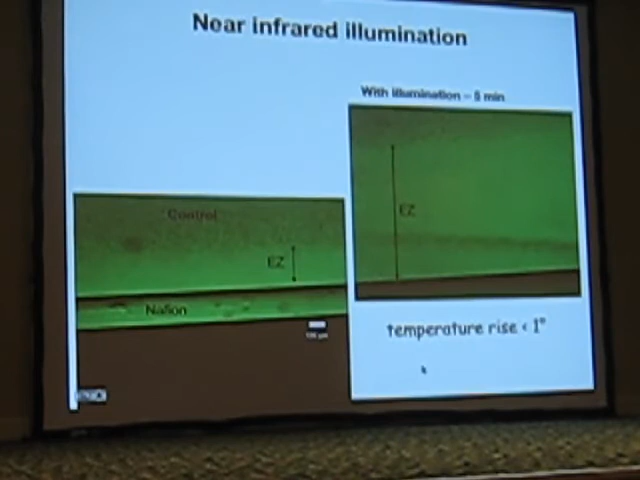 Near infrared illumination
With illumination – 5 min
Control
EZ
EZ
Nafion
temperature rise < 1°